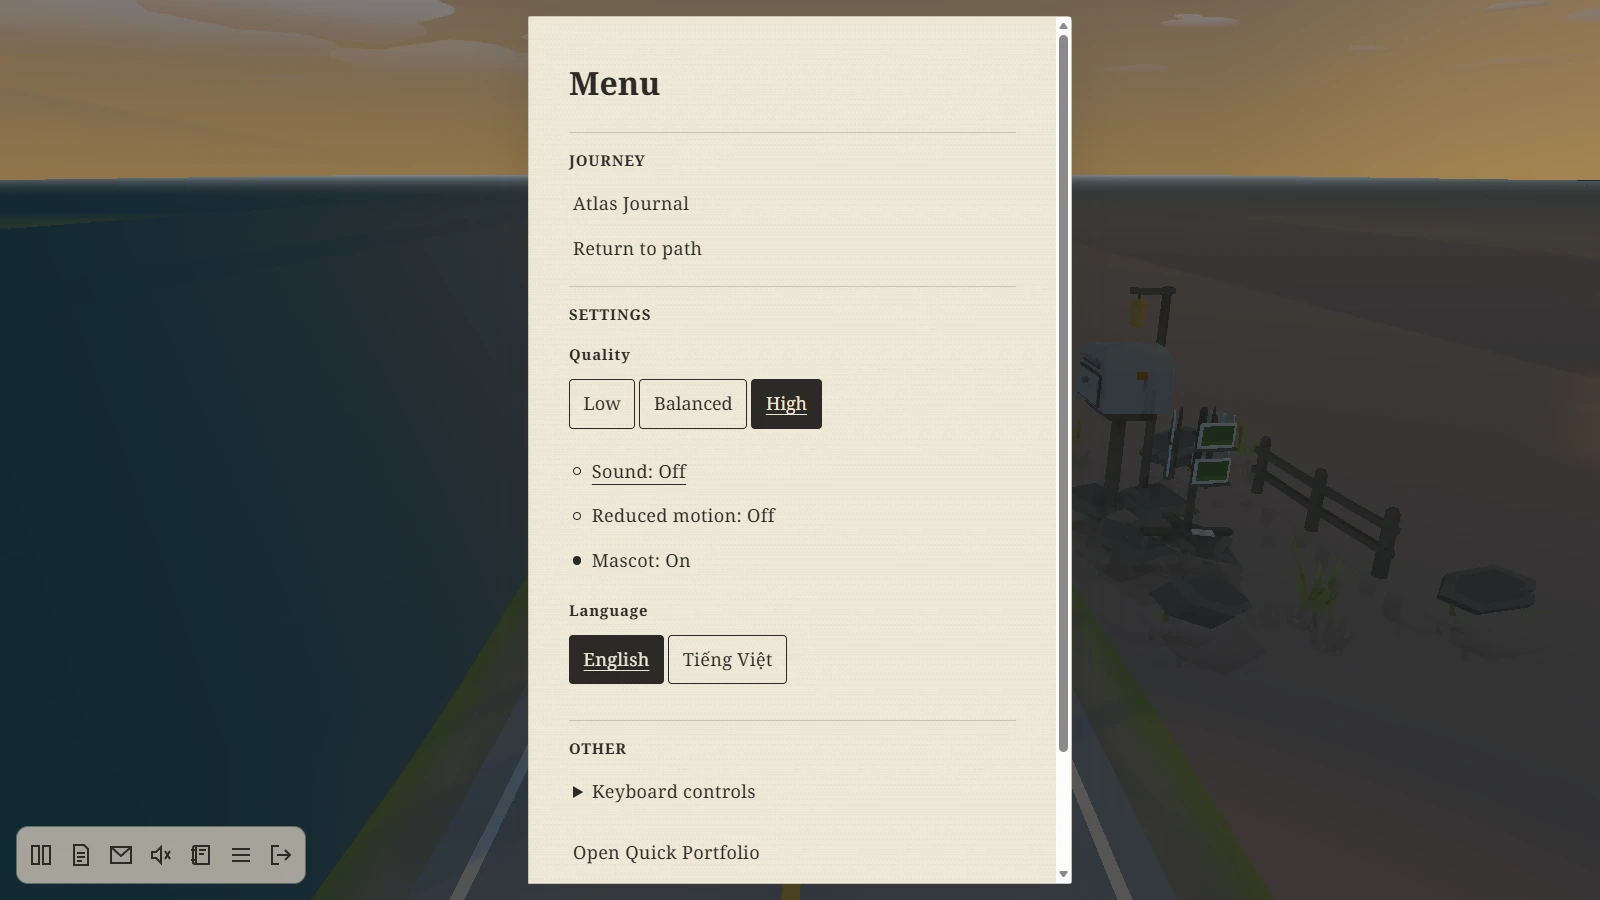 Menu
JOURNEY
Atlas Journal
Return to path
SETTINGS
Quality
Low Balanced High
Sound: Off
Reduced motion: Off
Mascot: On
Language
English Tiếng Việt
OTHER
Keyboard controls
Open Quick Portfolio